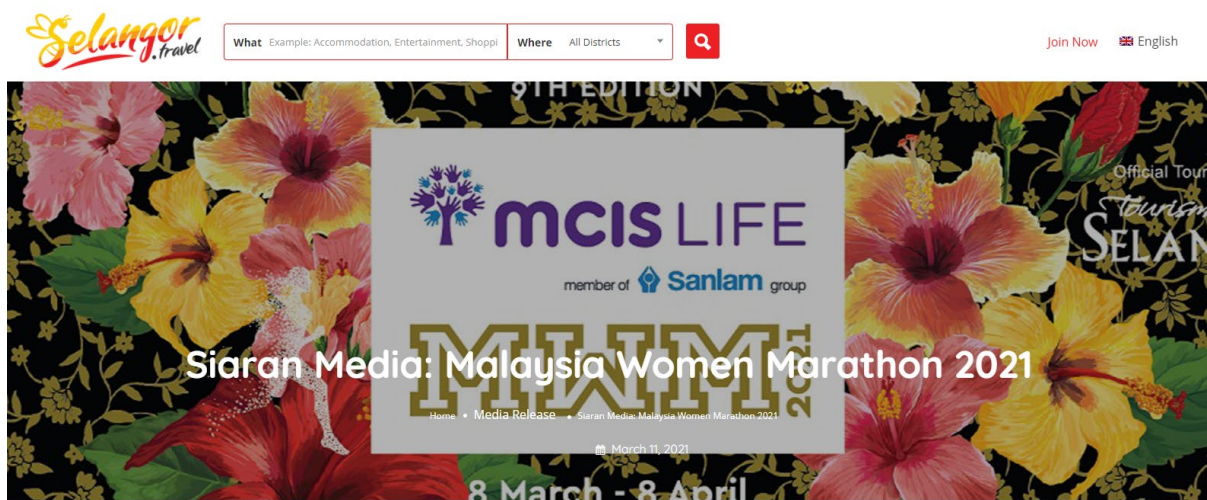 Selangor
.travel
What Example: Accommodation, Entertainment, Shoppi
Where All Districts
Join Now
English
9TH EDITION
Official Tour
Tourism
SELAN
mcis LIFE
member of Sanlam group
MWM 2021
Siaran Media: Malaysia Women Marathon 2021
Home • Media Release • Siaran Media: Malaysia Women Marathon 2021
March 11, 2021
8 March - 8 April